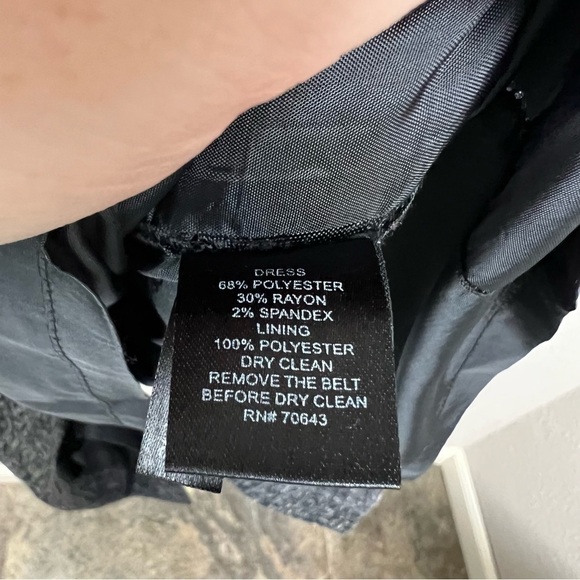 DRESS
68% POLYESTER
30% RAYON
2% SPANDEX
LINING
100% POLYESTER
DRY CLEAN
REMOVE THE BELT
BEFORE DRY CLEAN
RN# 70643